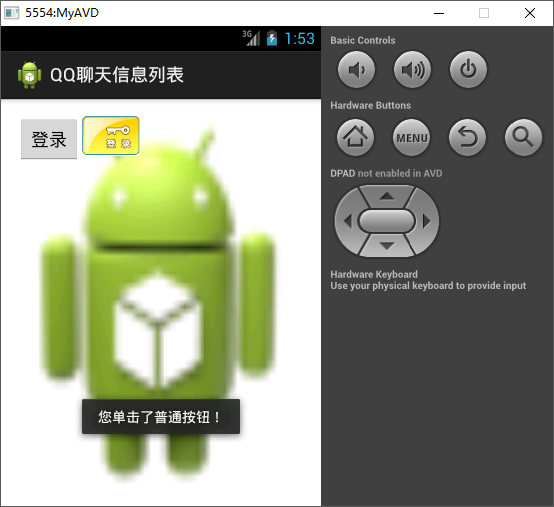 5554:MyAVD
3G 1:53
QQ聊天信息列表
登录
登 录
您单击了普通按钮！
Basic Controls
Hardware Buttons
MENU
DPAD not enabled in AVD
Hardware Keyboard
Use your physical keyboard to provide input